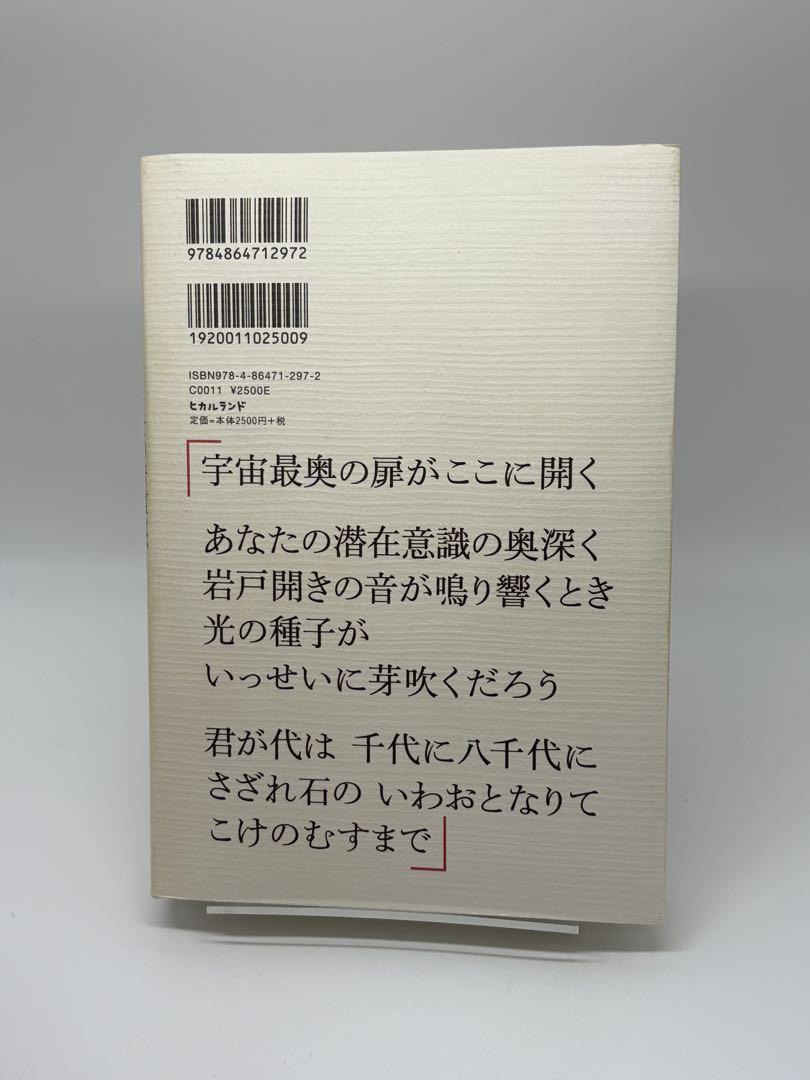 9784864712972
1920011025009
ISBN978-4-86471-297-2
C0011 ¥2500E
ヒカルランド
定価=本体2500円+税
「宇宙最奥の扉がここに開く
あなたの潜在意識の奥深く
岩戸開きの音が鳴り響くとき
光の種子が
いっせいに芽吹くだろう
君が代は 千代に八千代に
さざれ石の いわおとなりて
こけのむすまで」